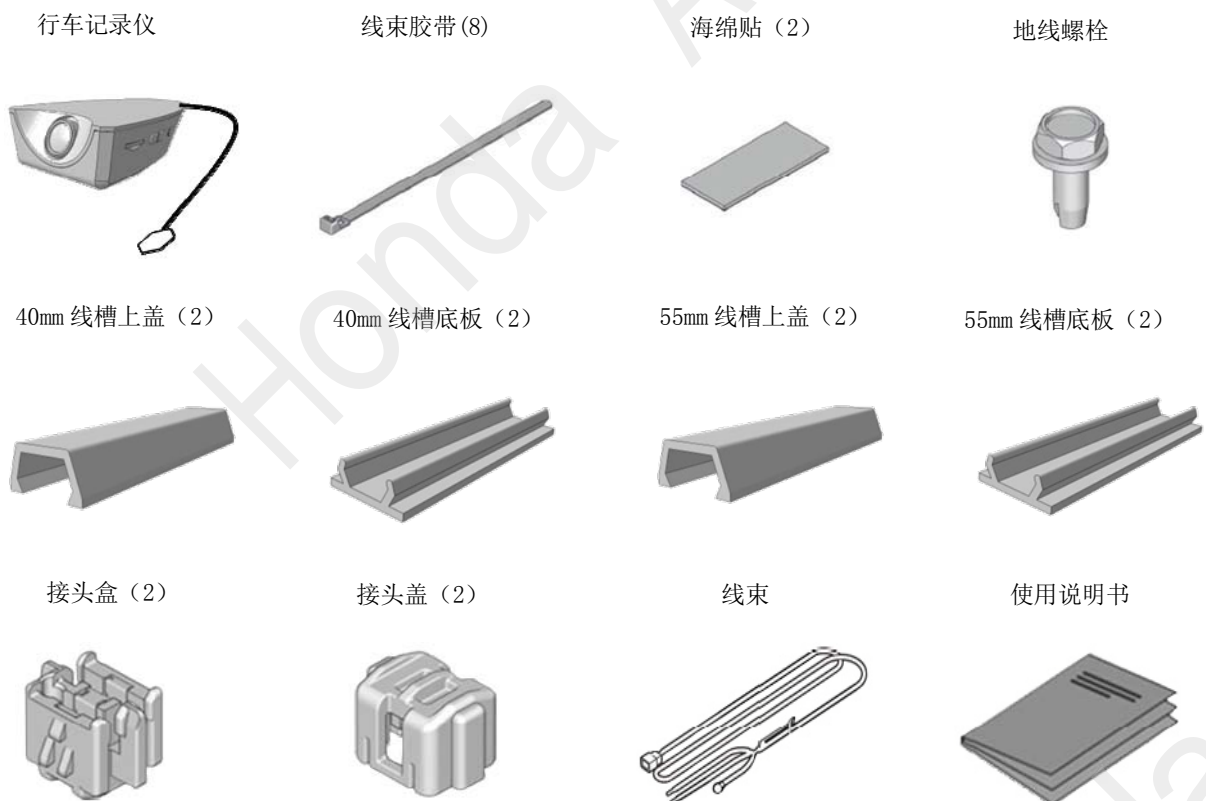 行车记录仪 线束胶带(8) 海绵贴（2） 地线螺栓
40mm 线槽上盖（2） 40mm 线槽底板（2） 55mm 线槽上盖（2） 55mm 线槽底板（2）
接头盒（2） 接头盖（2） 线束 使用说明书
Honda